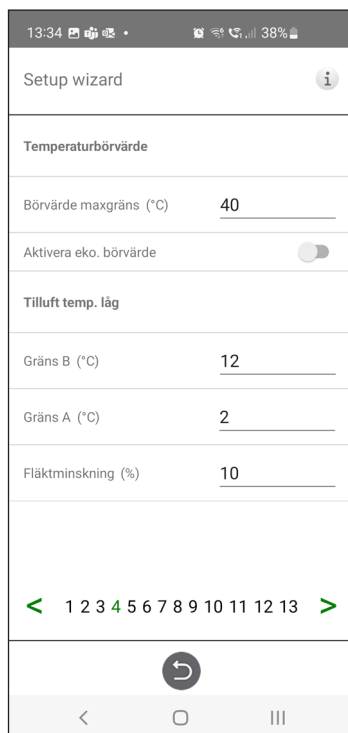 13:34 38%
Setup wizard i
Temperaturbörvärde
Börvärde maxgräns (°C) 40
Aktivera eko. börvärde
Tilluft temp. låg
Gräns B (°C) 12
Gräns A (°C) 2
Fläktminskning (%) 10
< 1 2 3 4 5 6 7 8 9 10 11 12 13 >